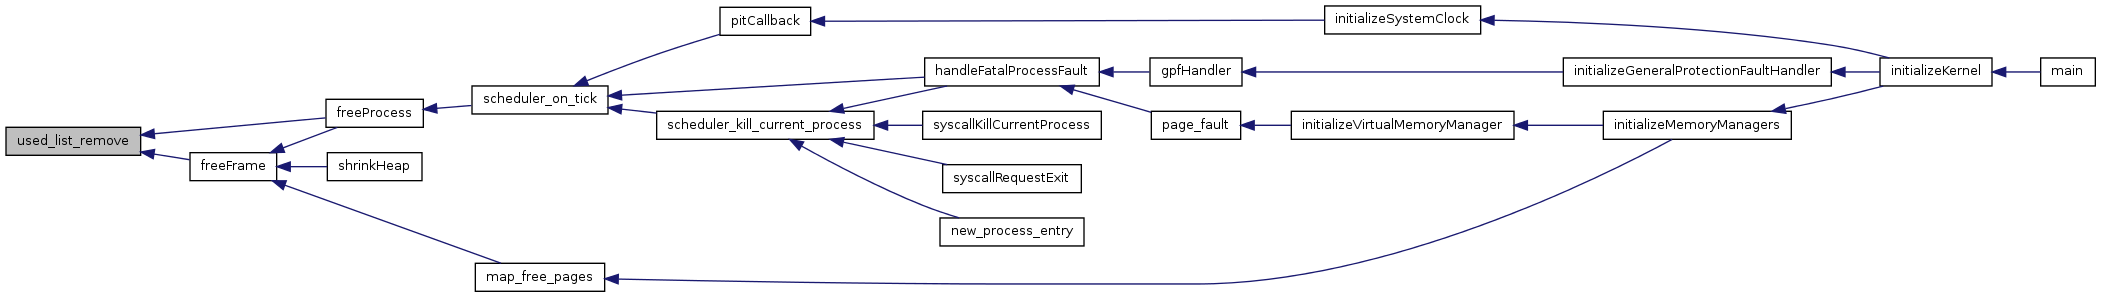 used_list_remove
freeProcess
freeFrame
shrinkHeap
scheduler_on_tick
map_free_pages
pitCallback
scheduler_kill_current_process
handleFatalProcessFault
syscallKillCurrentProcess
syscallRequestExit
new_process_entry
gpfHandler
page_fault
initializeSystemClock
initializeVirtualMemoryManager
initializeGeneralProtectionFaultHandler
initializeMemoryManagers
initializeKernel
main